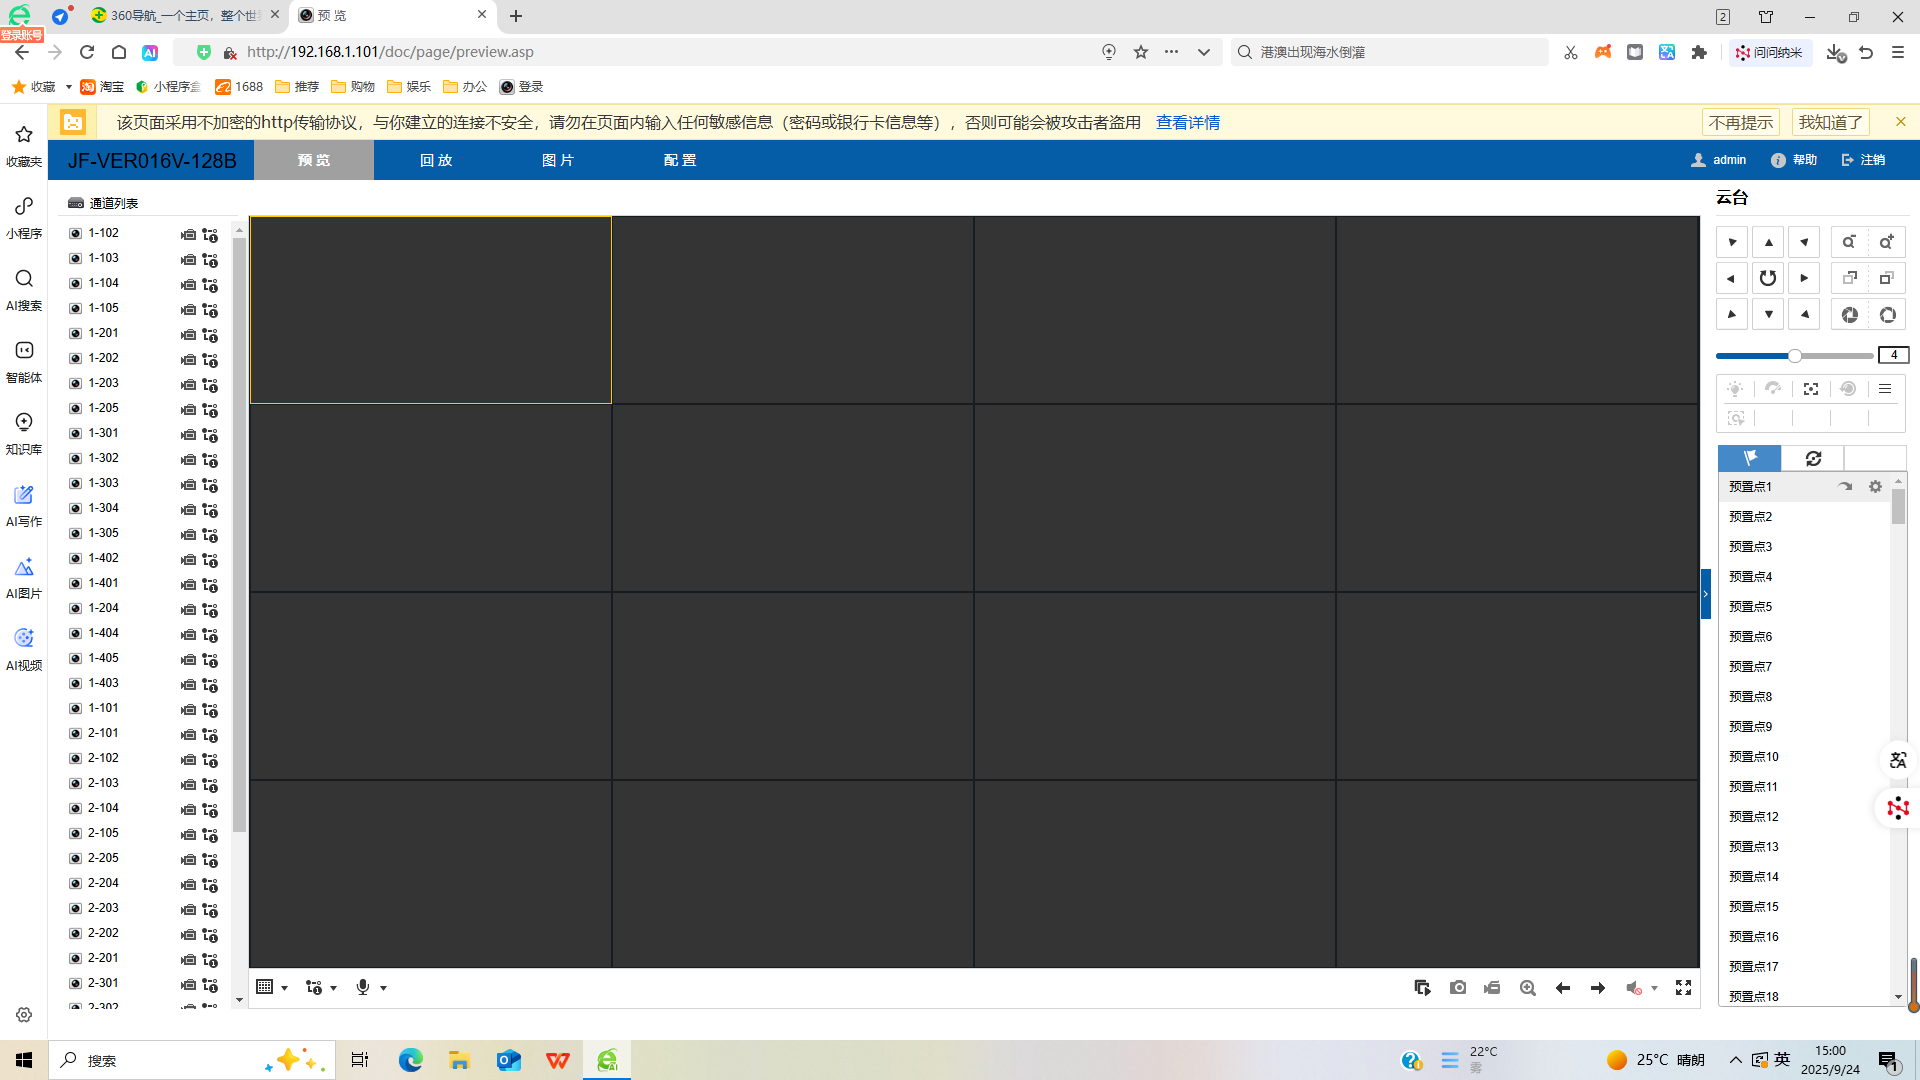 360导航_一个主页，整个世
预 览
2
登录账号
http://192.168.1.101/doc/page/preview.asp
港澳出现海水倒灌
问问纳米
收藏
淘宝
小程序盒
1688
推荐
购物
娱乐
办公
登录
该页面采用不加密的http传输协议，与你建立的连接不安全，请勿在页面内输入任何敏感信息（密码或银行卡信息等），否则可能会被攻击者盗用 查看详情
不再提示
我知道了
收藏夹
小程序
AI搜索
智能体
知识库
AI写作
AI图片
AI视频
JF-VER016V-128B
预 览
回 放
图 片
配 置
admin
帮助
注销
通道列表
1-102
1-103
1-104
1-105
1-201
1-202
1-203
1-205
1-301
1-302
1-303
1-304
1-305
1-402
1-401
1-204
1-404
1-405
1-403
1-101
2-101
2-102
2-103
2-104
2-105
2-205
2-204
2-203
2-202
2-201
2-301
2-302
云台
4
预置点1
预置点2
预置点3
预置点4
预置点5
预置点6
预置点7
预置点8
预置点9
预置点10
预置点11
预置点12
预置点13
预置点14
预置点15
预置点16
预置点17
预置点18
搜索
22°C
雾
25°C 晴朗
英
15:00
2025/9/24
1